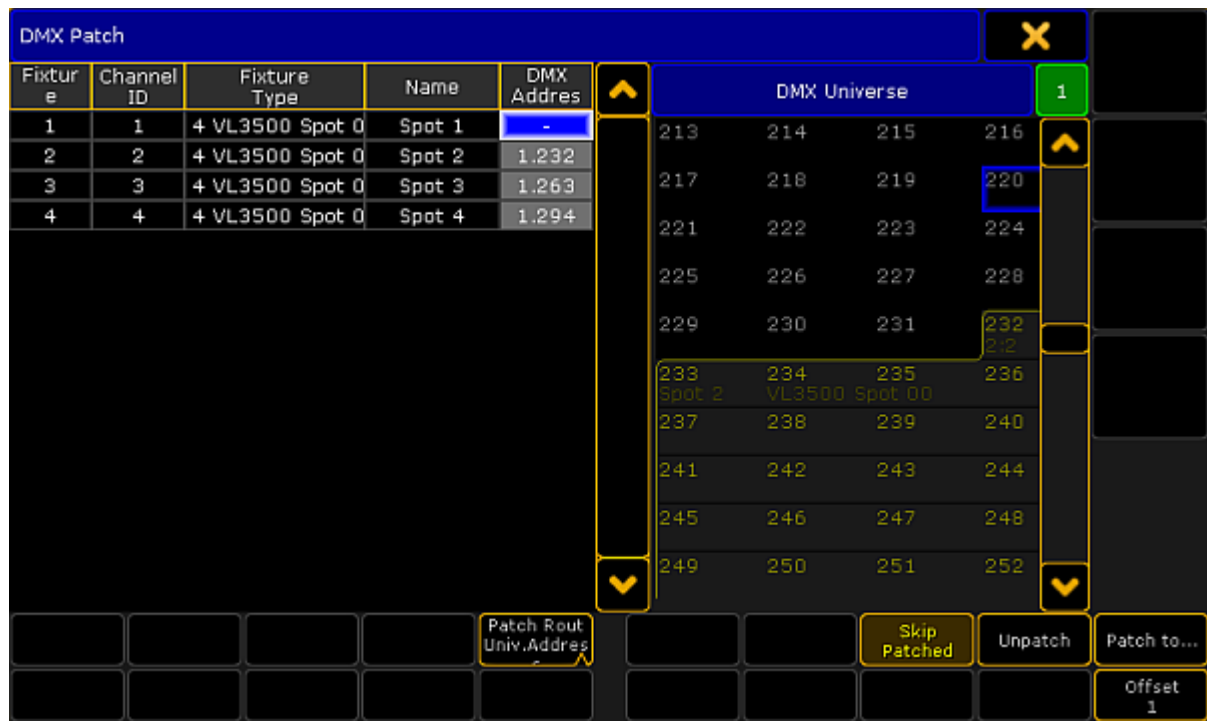 DMX Patch
Fixtur e Channel ID Fixture Type Name DMX Addres
1 1 4 VL3500 Spot 0 Spot 1 -
2 2 4 VL3500 Spot 0 Spot 2 1.232
3 3 4 VL3500 Spot 0 Spot 3 1.263
4 4 4 VL3500 Spot 0 Spot 4 1.294
DMX Universe 1
213 214 215 216
217 218 219 220
221 222 223 224
225 226 227 228
229 230 231 232
2:2
233 234 235 236
Spot 2 VL3500 Spot 00
237 238 239 240
241 242 243 244
245 246 247 248
249 250 251 252
Patch Rout
Univ.Addres
Skip
Patched
Unpatch
Patch to...
Offset
1